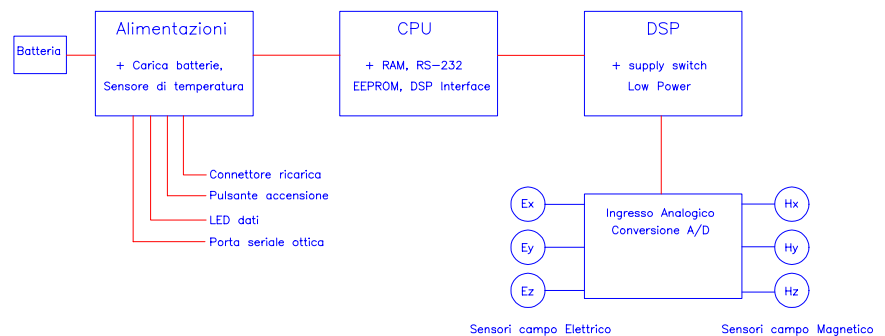 Batteria
Alimentazioni
+ Carica batterie,
Sensore di temperatura
CPU
+ RAM, RS-232
EEPROM, DSP Interface
DSP
+ supply switch
Low Power
Connettore ricarica
Pulsante accensione
LED dati
Porta seriale ottica
Ex
Ey
Ez
Ingresso Analogico
Conversione A/D
Hx
Hy
Hz
Sensori campo Elettrico
Sensori campo Magnetico